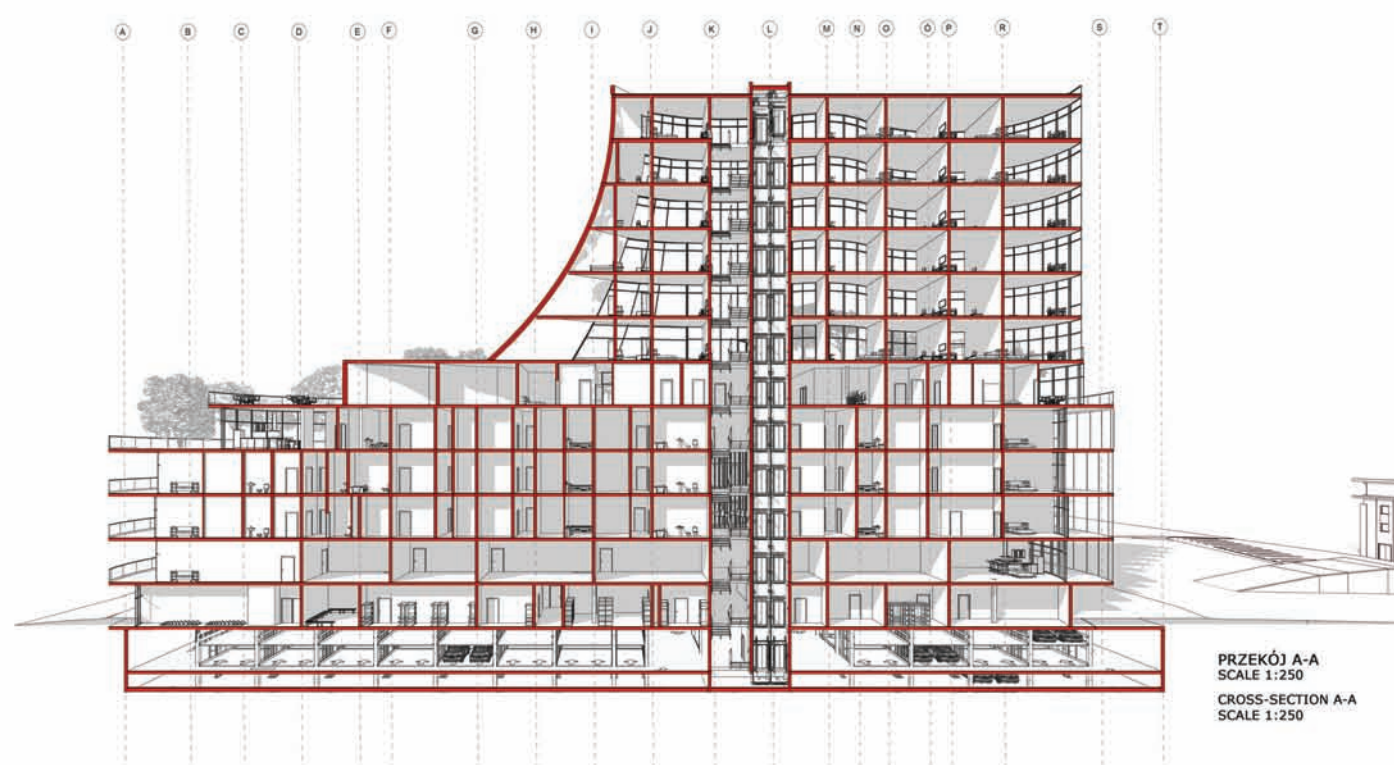 A B C D E F G H I J K L M N O Ó P R S T
PRZEKÓJ A-A
SCALE 1:250
CROSS-SECTION A-A
SCALE 1:250